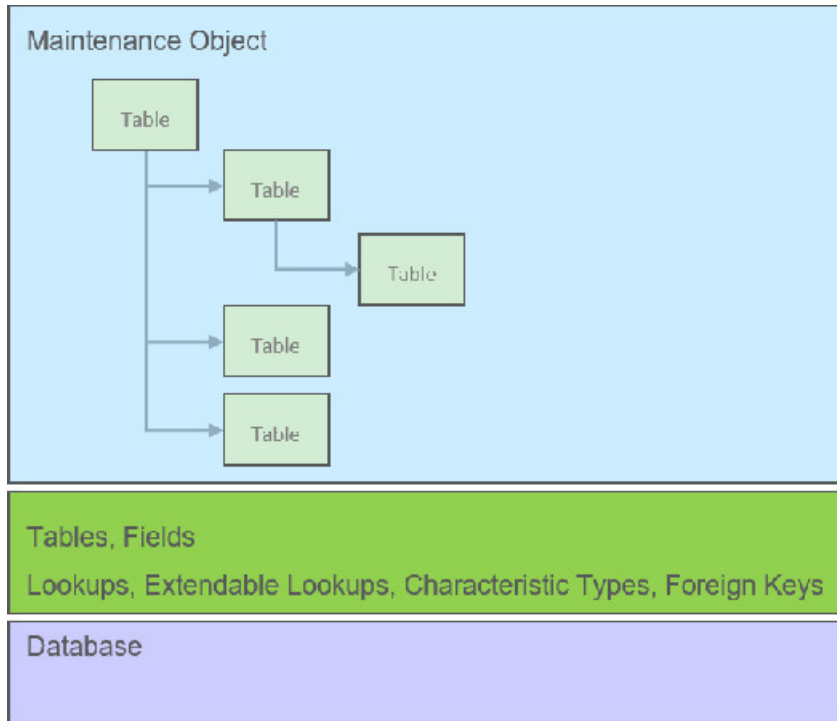 Maintenance Object
Table
Table
Table
Table
Table
Tables, Fields
Lookups, Extendable Lookups, Characteristic Types, Foreign Keys
Database